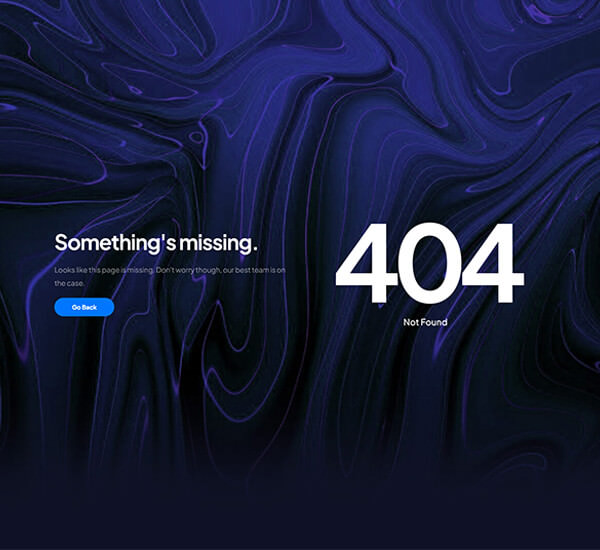 Something's missing.
Looks like this page is missing. Don't worry though, our best team is on
the case.
Go Back
404
Not Found